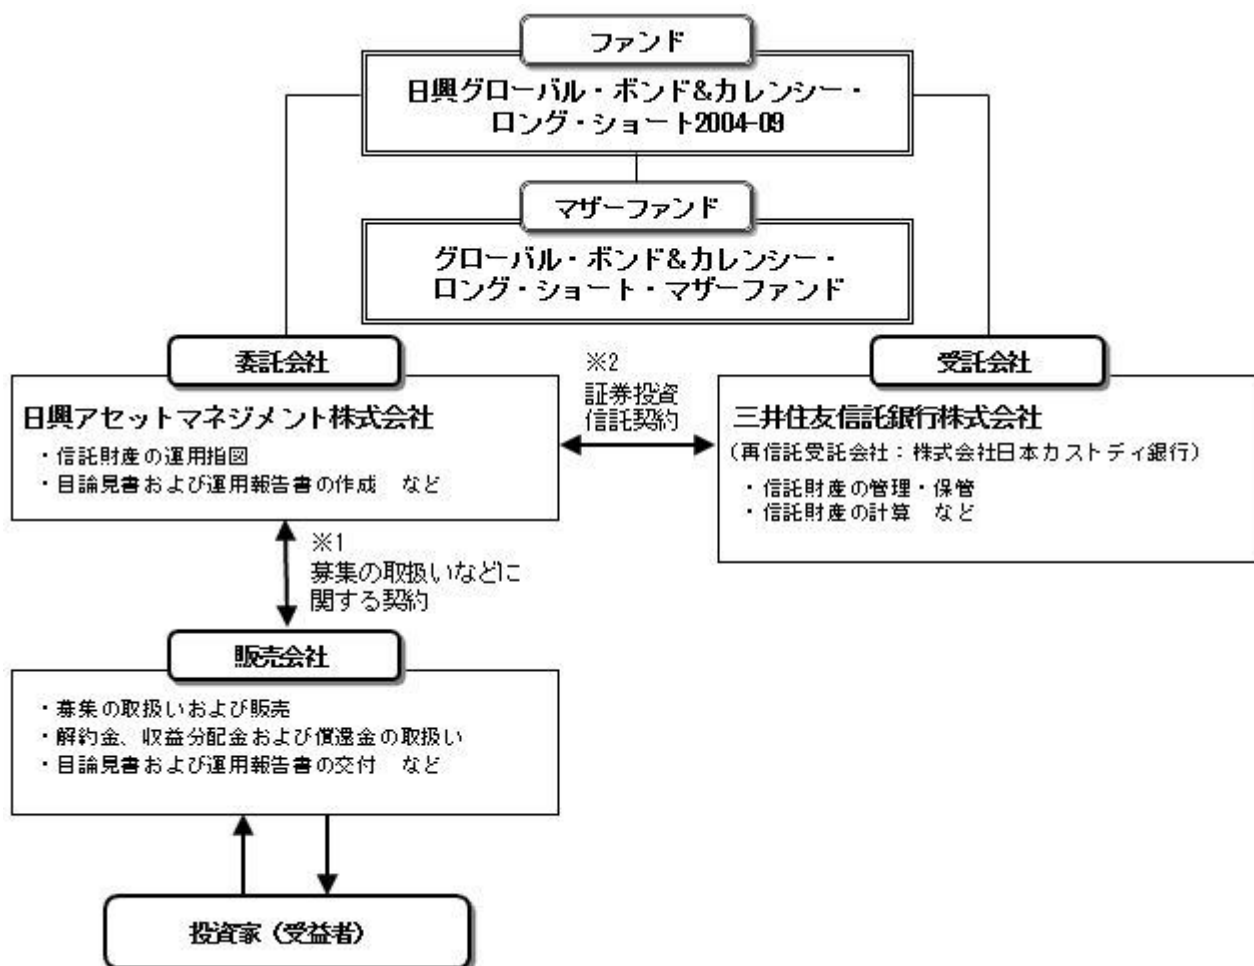 ファンド
日興グローバル・ボンド&カレンシー・
ロング・ショート2004-09
マザーファンド
グローバル・ボンド&カレンシー・
ロング・ショート・マザーファンド
委託会社
日興アセットマネジメント株式会社
・信託財産の運用指図
・目論見書および運用報告書の作成　など
※2
証券投資
信託契約
受託会社
三井住友信託銀行株式会社
（再信託受託会社：株式会社日本カストディ銀行）
・信託財産の管理・保管
・信託財産の計算　など
※1
募集の取扱いなどに
関する契約
販売会社
・募集の取扱いおよび販売
・解約金、収益分配金および償還金の取扱い
・目論見書および運用報告書の交付　など
投資家（受益者）